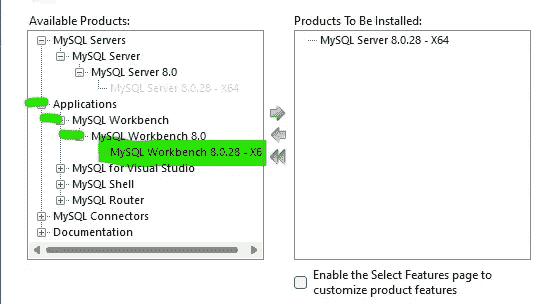 Available Products:
Products To Be Installed:
MySQL Servers
MySQL Server
MySQL Server 8.0
MySQL Server 8.0.28 - X64
Applications
MySQL Workbench
MySQL Workbench 8.0
MySQL Workbench 8.0.28 - X6
MySQL for Visual Studio
MySQL Shell
MySQL Router
MySQL Connectors
Documentation
MySQL Server 8.0.28 - X64
Enable the Select Features page to
customize product features